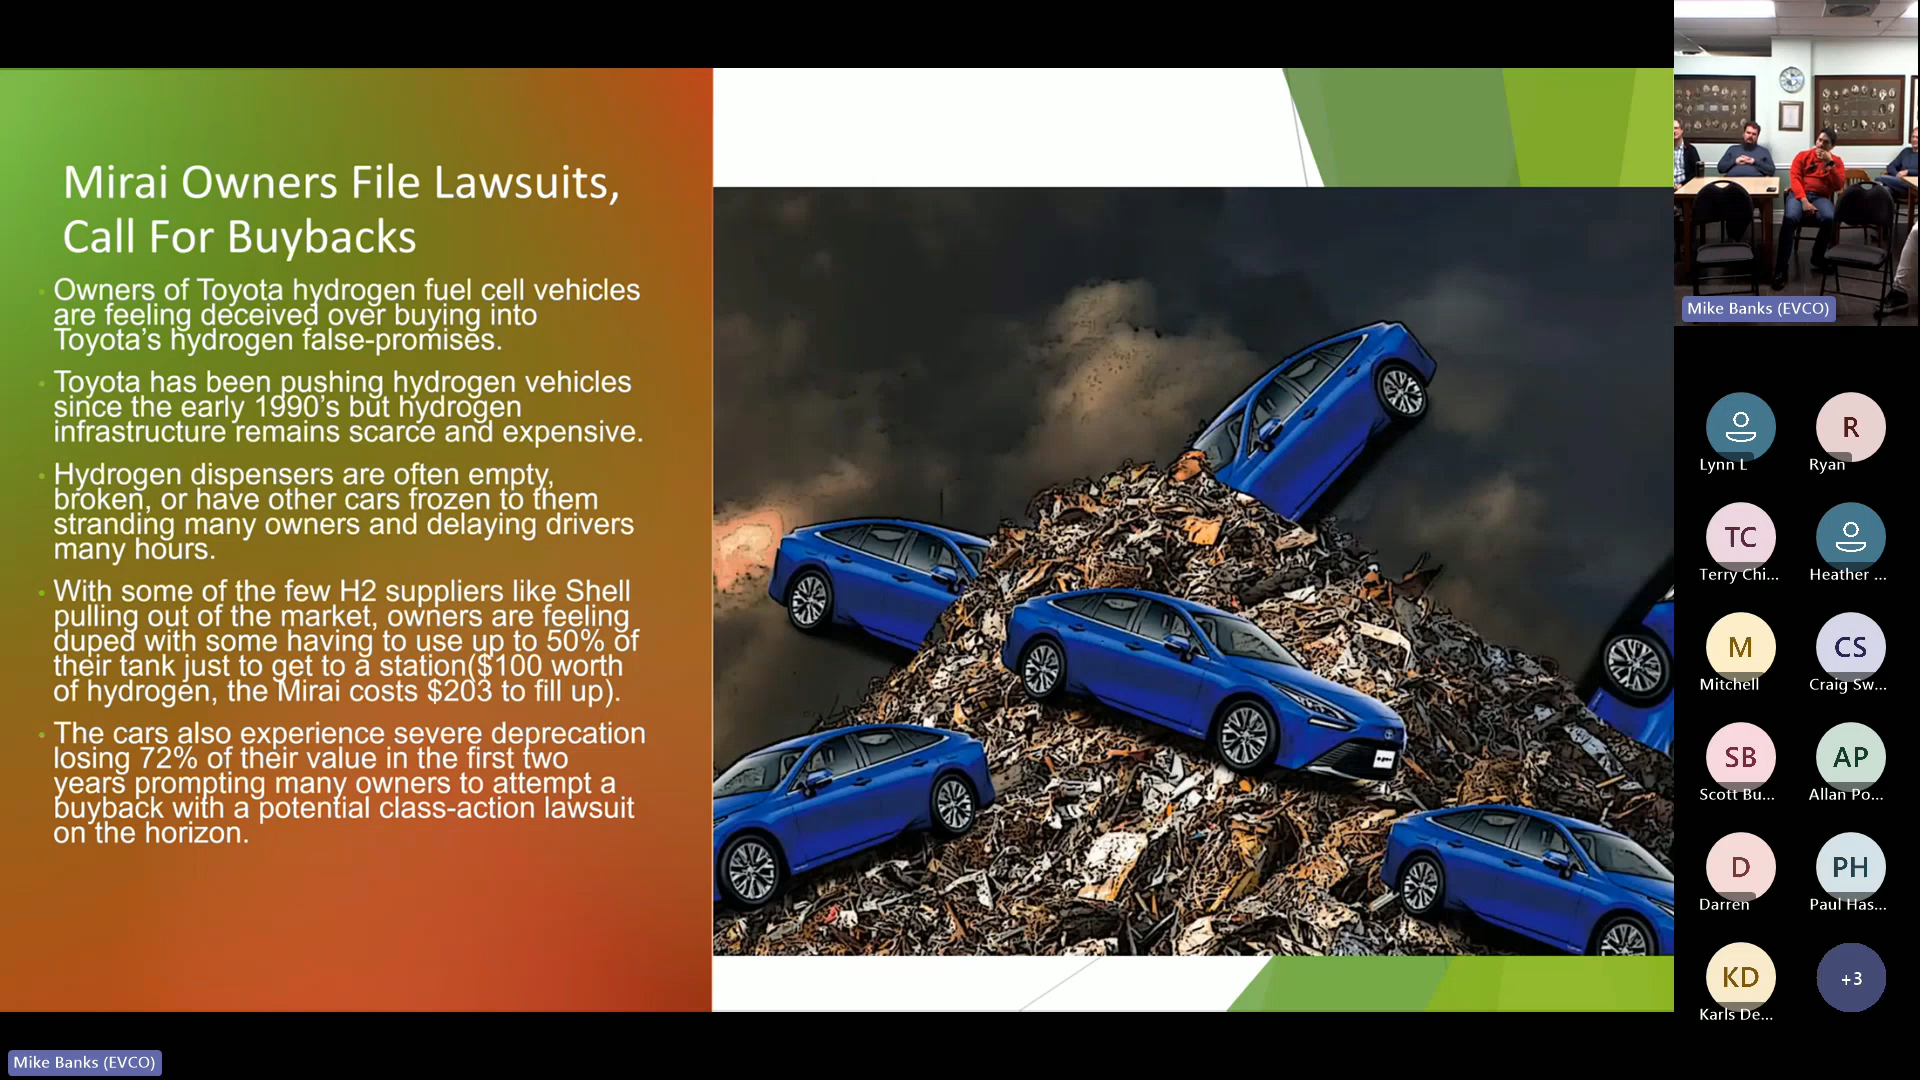 Mirai Owners File Lawsuits,
Call For Buybacks
Owners of Toyota hydrogen fuel cell vehicles
are feeling deceived over buying into
Toyota's hydrogen false-promises.
Toyota has been pushing hydrogen vehicles
since the early 1990's but hydrogen
infrastructure remains scarce and expensive.
Hydrogen dispensers are often empty,
broken, or have other cars frozen to them
stranding many owners and delaying drivers
many hours.
With some of the few H2 suppliers like Shell
pulling out of the market, owners are feeling
duped with some having to use up to 50% of
their tank just to get to a station($100 worth
of hydrogen, the Mirai costs $203 to fill up).
The cars also experience severe deprecation
losing 72% of their value in the first two
years prompting many owners to attempt a
buyback with a potential class-action lawsuit
on the horizon.
Mike Banks (EVCO)
Mike Banks (EVCO)
Lynn L
R
Ryan
TC
Terry Chi...
Heather ...
M
Mitchell
CS
Craig Sw...
SB
Scott Bu...
AP
Allan Po...
D
Darren
PH
Paul Has...
KD
Karls De...
+3